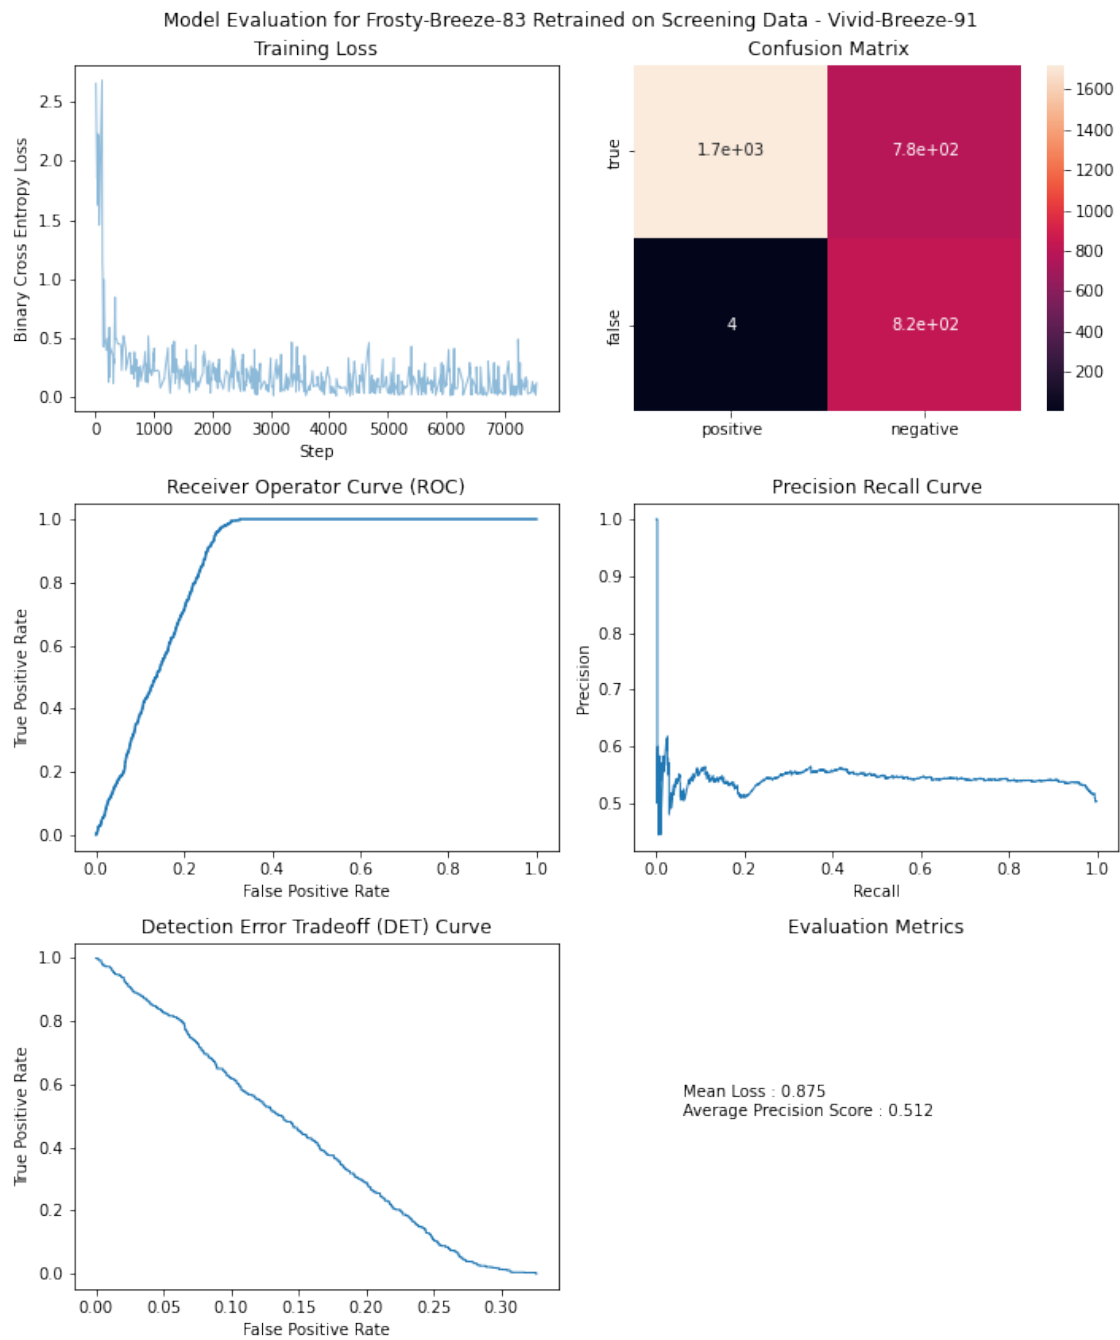 Model Evaluation for Frosty-Breeze-83 Retrained on Screening Data - Vivid-Breeze-91
Training Loss
Binary Cross Entropy Loss
2.5
2.0
1.5
1.0
0.5
0.0
0 1000 2000 3000 4000 5000 6000 7000
Step
Confusion Matrix
true
false
1.7e+03 7.8e+02
4 8.2e+02
positive negative
1600
1400
1200
1000
800
600
400
200
Receiver Operator Curve (ROC)
True Positive Rate
1.0
0.8
0.6
0.4
0.2
0.0
0.0 0.2 0.4 0.6 0.8 1.0
False Positive Rate
Precision Recall Curve
Precision
1.0
0.9
0.8
0.7
0.6
0.5
0.0 0.2 0.4 0.6 0.8 1.0
Recall
Detection Error Tradeoff (DET) Curve
True Positive Rate
1.0
0.8
0.6
0.4
0.2
0.0
0.00 0.05 0.10 0.15 0.20 0.25 0.30
False Positive Rate
Evaluation Metrics
Mean Loss : 0.875
Average Precision Score : 0.512